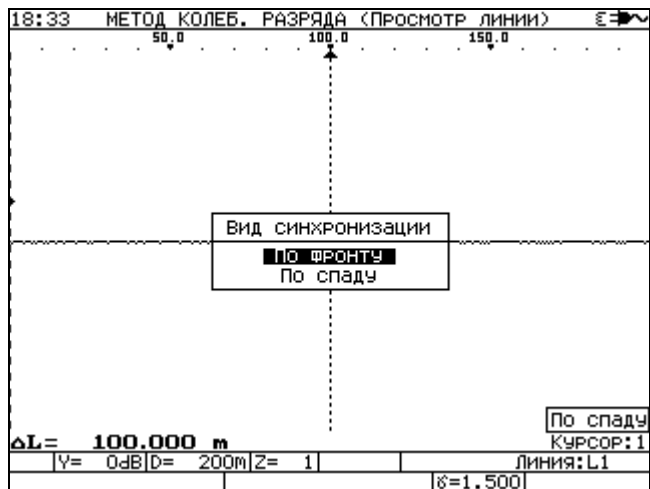 18:33 МЕТОД КОЛЕБ. РАЗРЯДА (Просмотр линии)
50.0 100.0 150.0
Вид синхронизации
По фронту
По спаду
По спаду
ΔL= 100.000 m Курсор:1
Y= 0dB D= 200m Z= 1 Линия:L1
γ=1.500